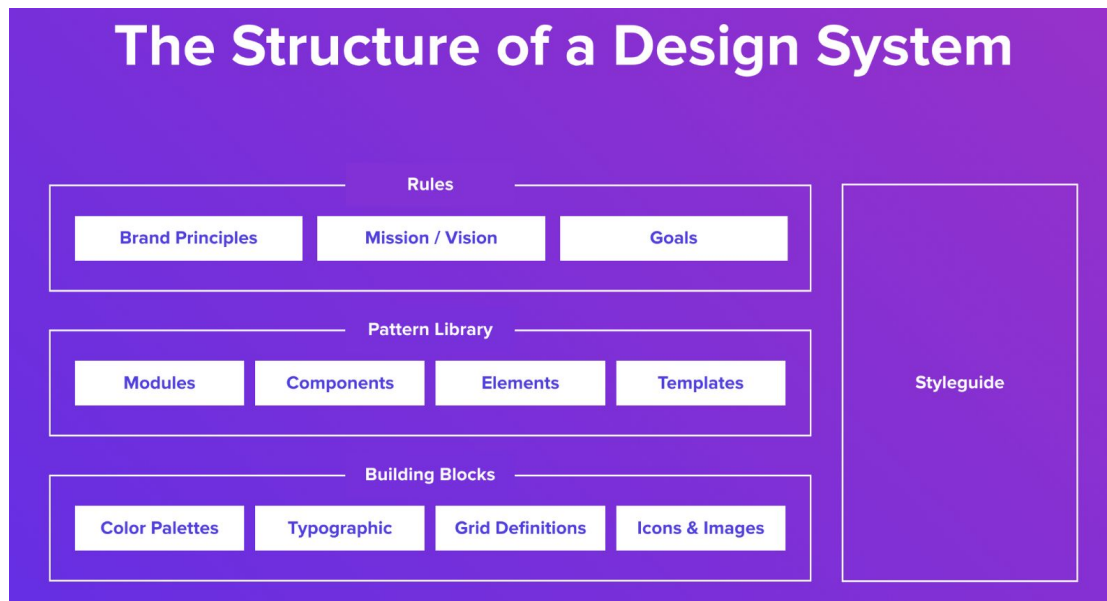 The Structure of a Design System
Rules
Brand Principles
Mission / Vision
Goals
Pattern Library
Modules
Components
Elements
Templates
Building Blocks
Color Palettes
Typographic
Grid Definitions
Icons & Images
Styleguide